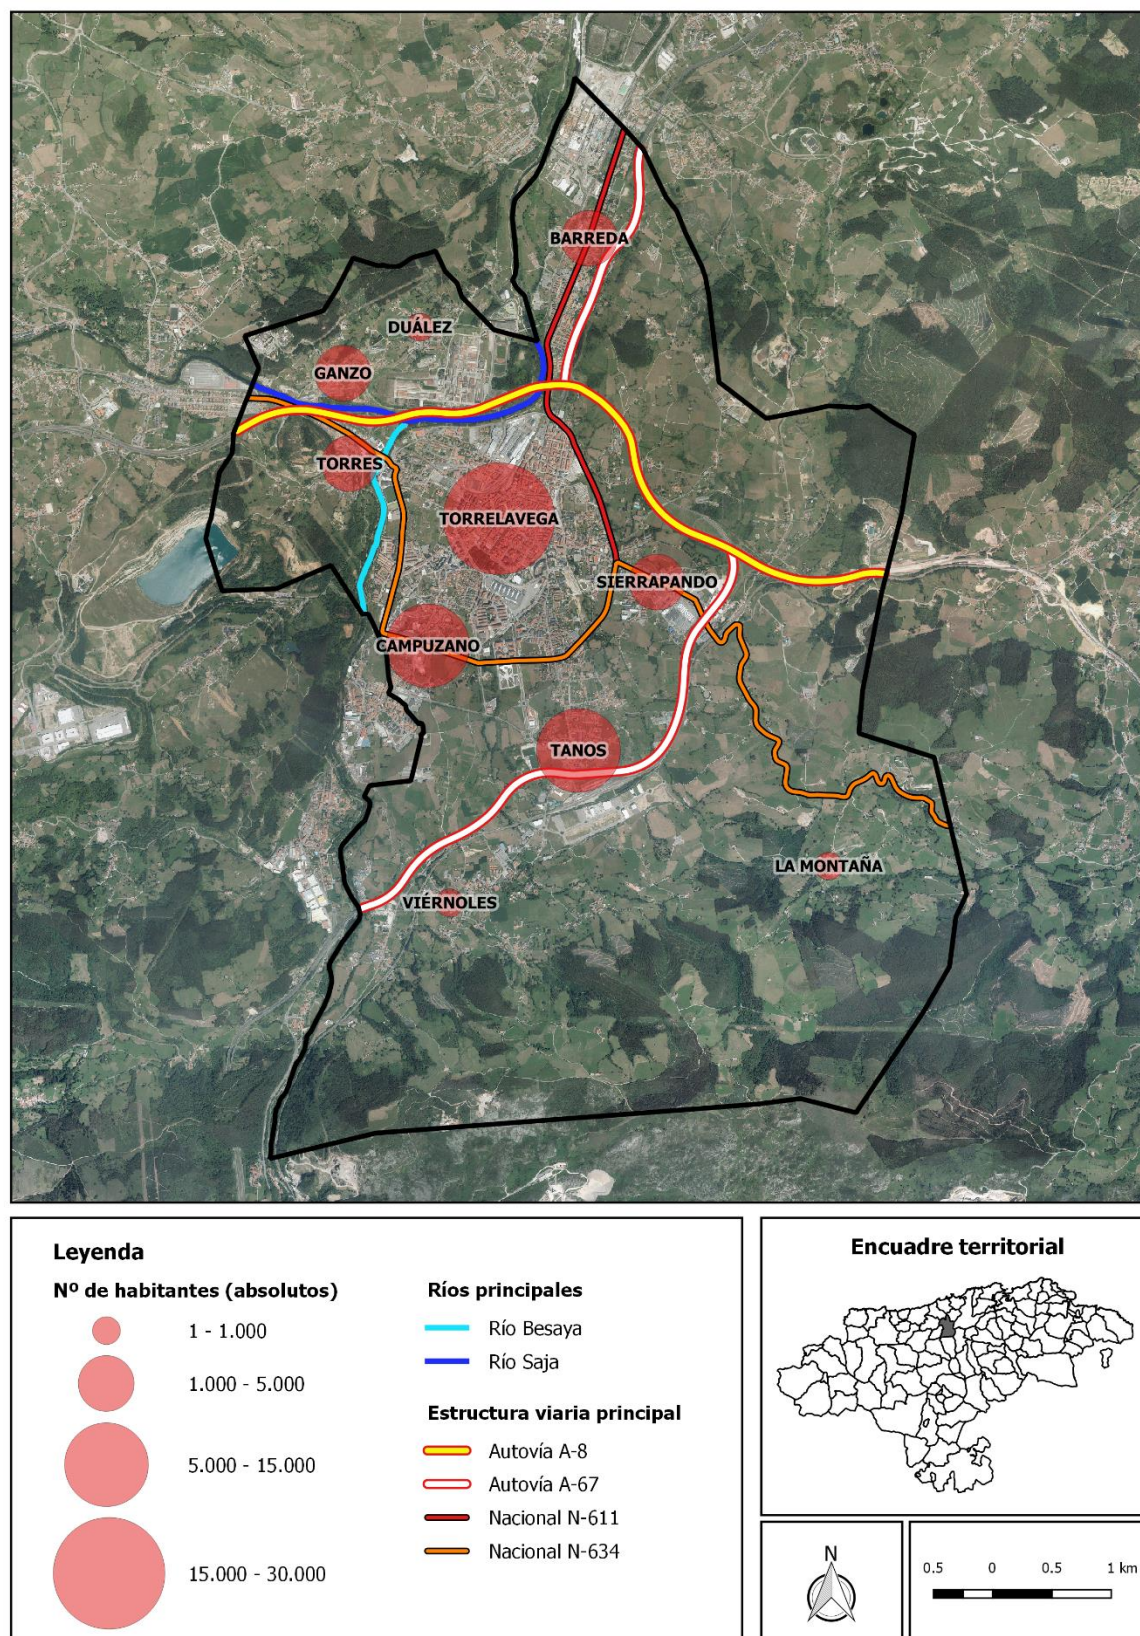 BARREDA
DUÁLEZ
GANZO
TORRES
TORRELAVEGA
SIERRAPANDO
CAMPUZANO
TANOS
LA MONTAÑA
VIÉRNOLES
Leyenda
Nº de habitantes (absolutos)
1 - 1.000
1.000 - 5.000
5.000 - 15.000
15.000 - 30.000
Ríos principales
Río Besaya
Río Saja
Estructura viaria principal
Autovía A-8
Autovía A-67
Nacional N-611
Nacional N-634
Encuadre territorial
N
0.5 0 0.5 1 km